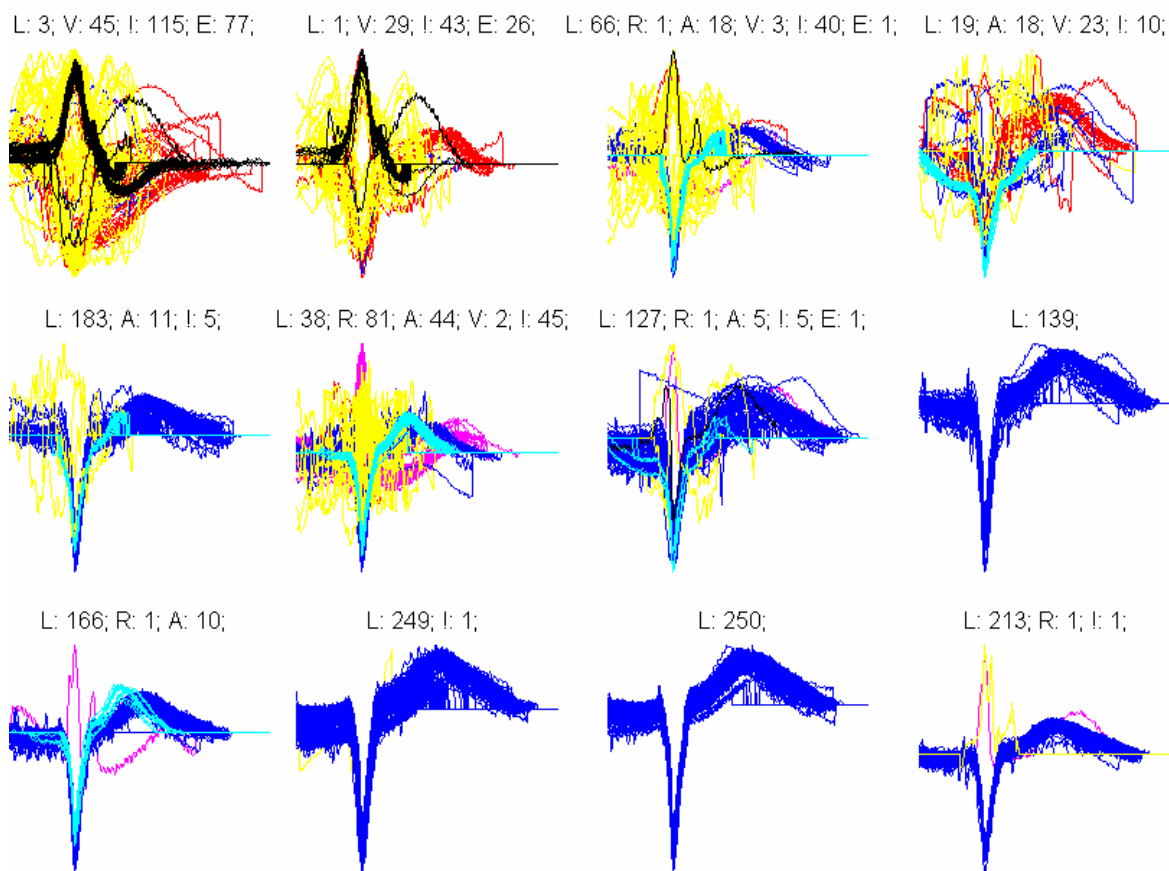 L: 3; V: 45; !: 115; E: 77;
L: 1; V: 29; !: 43; E: 26;
L: 66; R: 1; A: 18; V: 3; !: 40; E: 1;
L: 19; A: 18; V: 23; !: 10;
L: 183; A: 11; !: 5;
L: 38; R: 81; A: 44; V: 2; !: 45;
L: 127; R: 1; A: 5; !: 5; E: 1;
L: 139;
L: 166; R: 1; A: 10;
L: 249; !: 1;
L: 250;
L: 213; R: 1; !: 1;